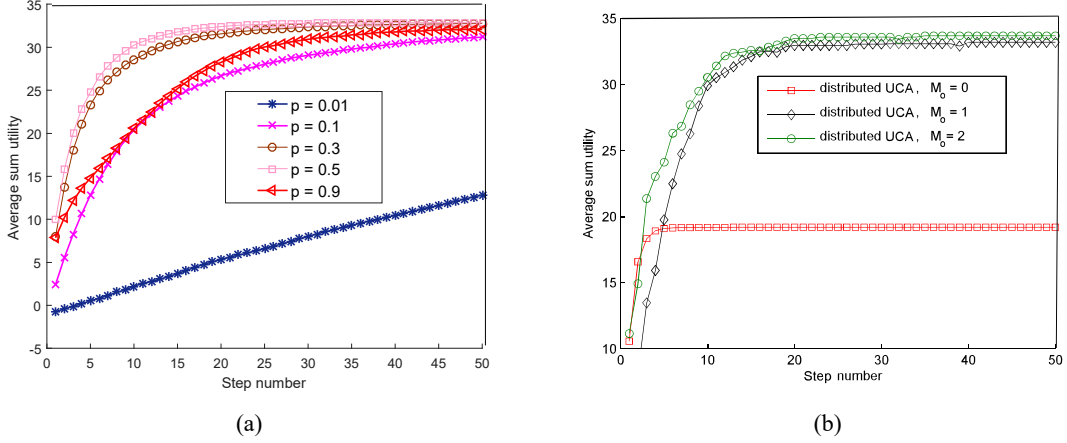 35
30
25
20
15
10
5
0
-5
Average sum utility
p = 0.01
p = 0.1
p = 0.3
p = 0.5
p = 0.9
0 5 10 15 20 25 30 35 40 45 50
Step number
(a)
35
30
25
20
15
10
Average sum utility
distributed UCA, Mo = 0
distributed UCA, Mo = 1
distributed UCA, Mo = 2
0 10 20 30 40 50
Step number
(b)